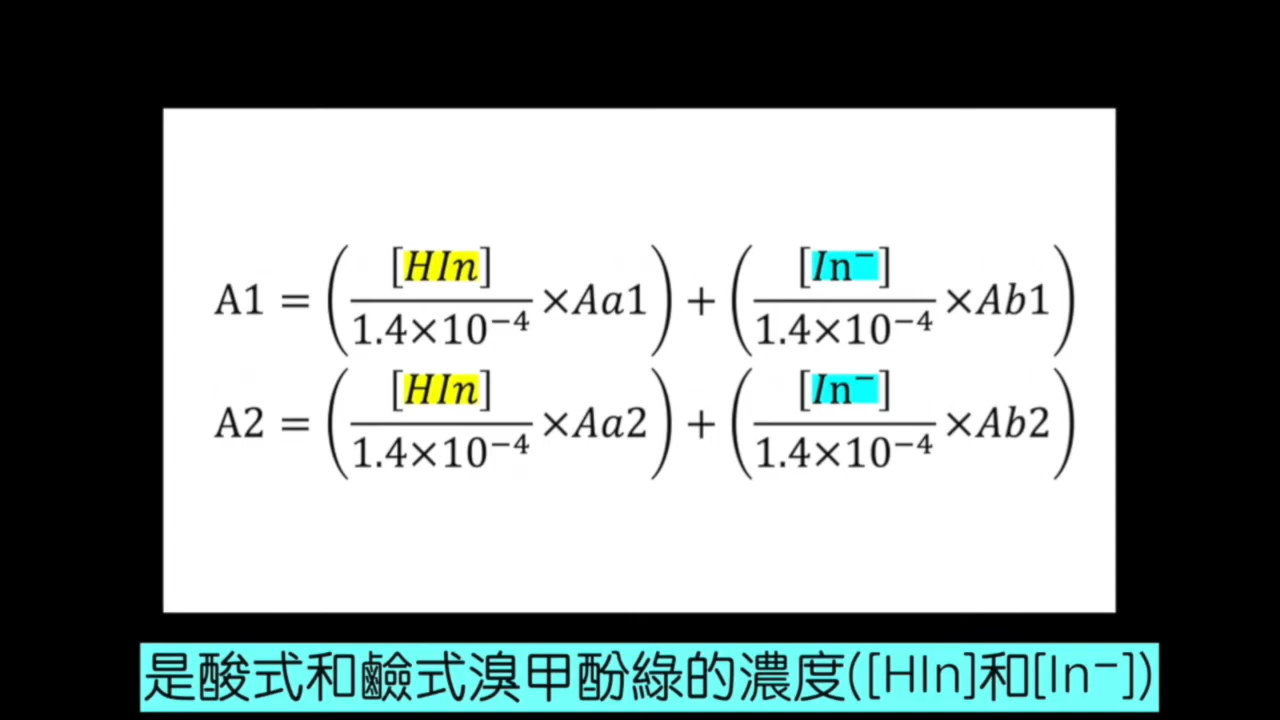 A1 = ([HIn]/1.4×10⁻⁴ ×Aa1) + ([In⁻]/1.4×10⁻⁴ ×Ab1)
A2 = ([HIn]/1.4×10⁻⁴ ×Aa2) + ([In⁻]/1.4×10⁻⁴ ×Ab2)
是酸式和鹼式溴甲酚綠的濃度([HIn]和[In⁻])